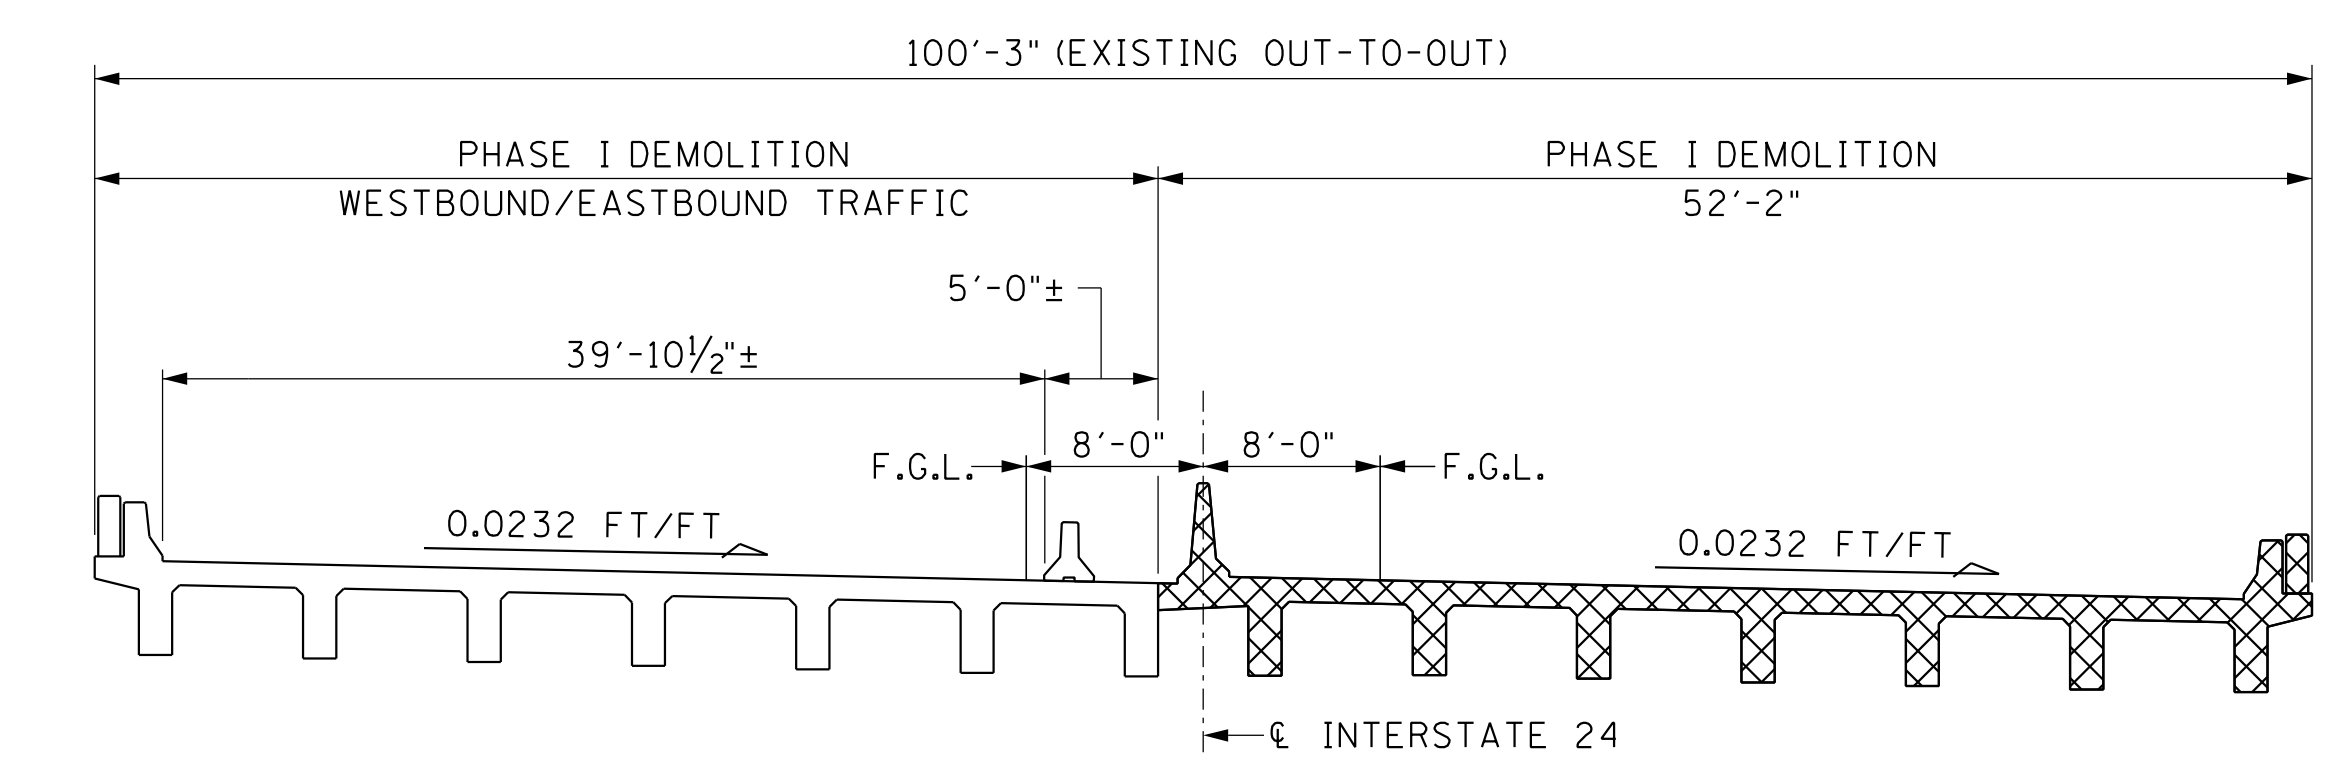 100'-3" (EXISTING OUT-TO-OUT)
PHASE I DEMOLITION
WESTBOUND/EASTBOUND TRAFFIC
PHASE I DEMOLITION
52'-2"
5'-0"±
39'-10½"±
8'-0"
8'-0"
F.G.L.
F.G.L.
0.0232 FT/FT
0.0232 FT/FT
℄ INTERSTATE 24